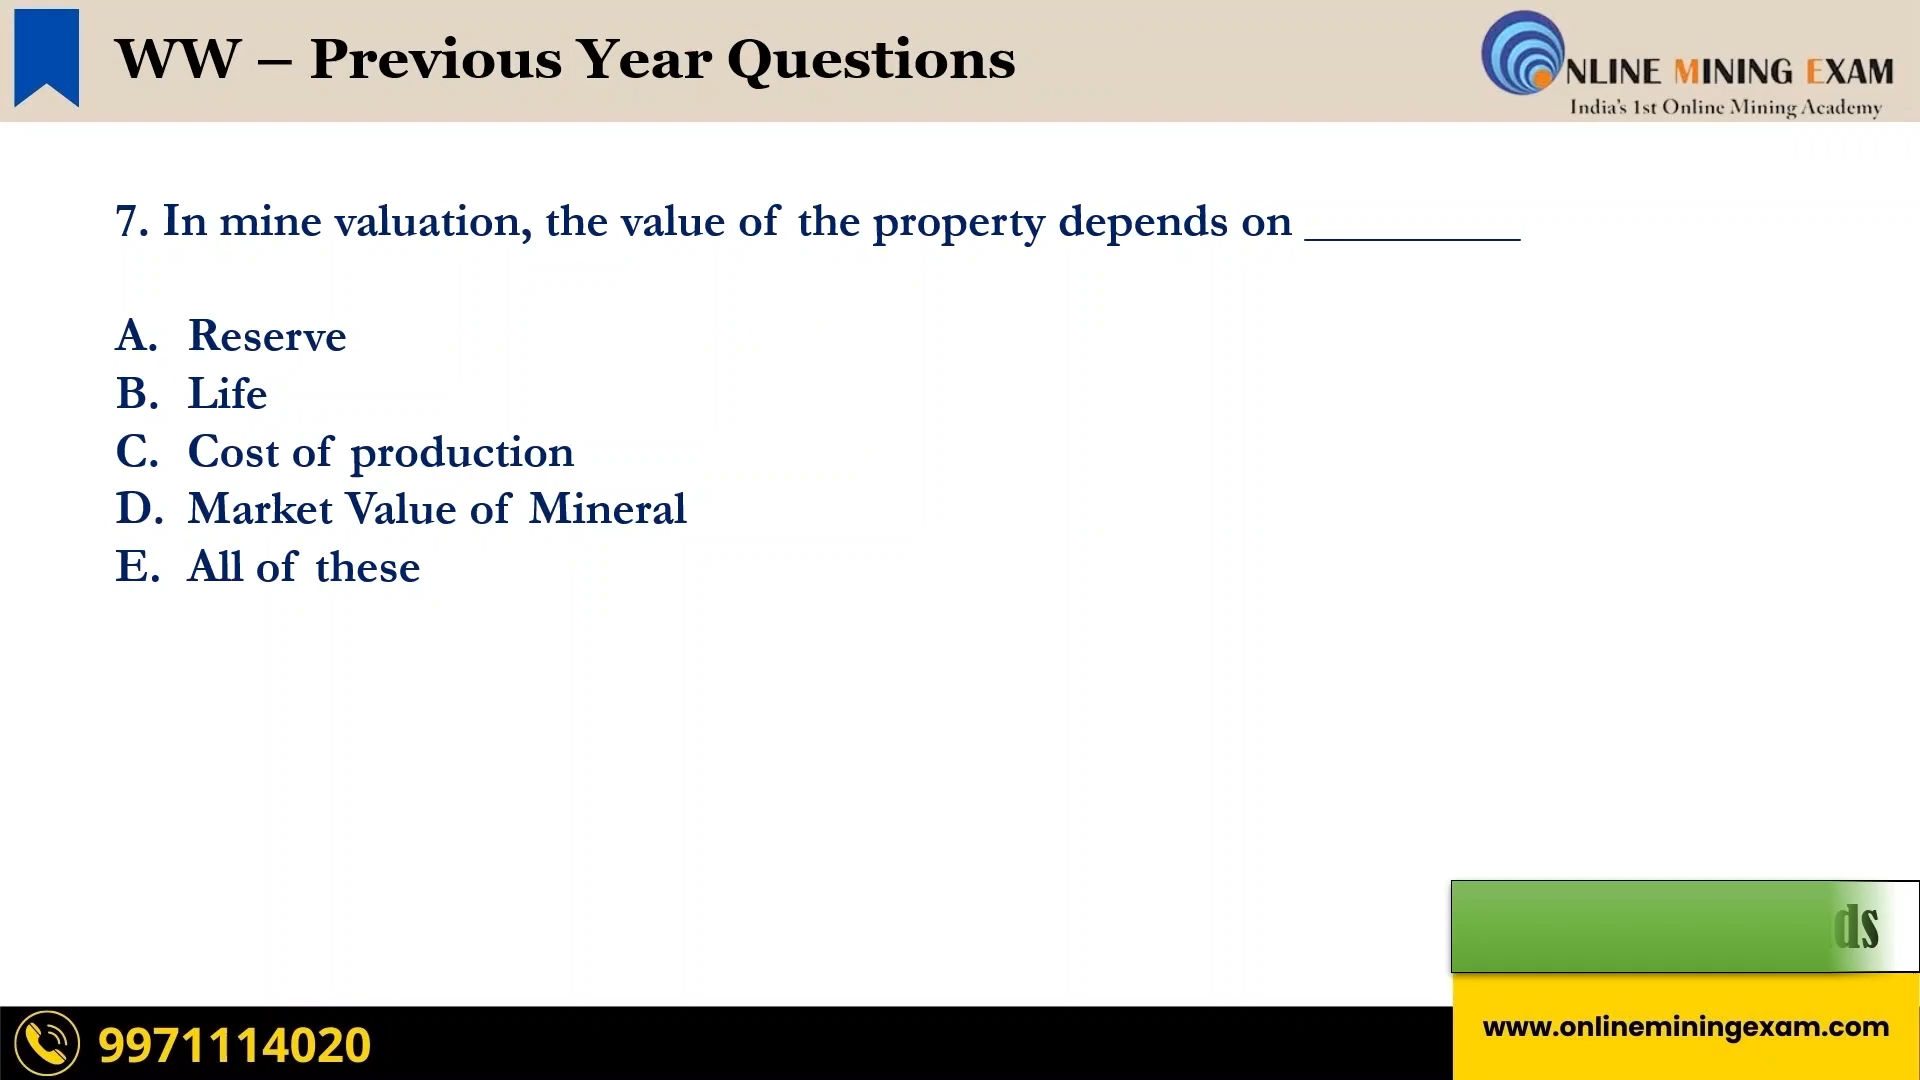 WW – Previous Year Questions
NLINE MINING EXAM
India's 1st Online Mining Academy
7. In mine valuation, the value of the property depends on __________
A. Reserve
B. Life
C. Cost of production
D. Market Value of Mineral
E. All of these
9971114020
www.onlineminingexam.com